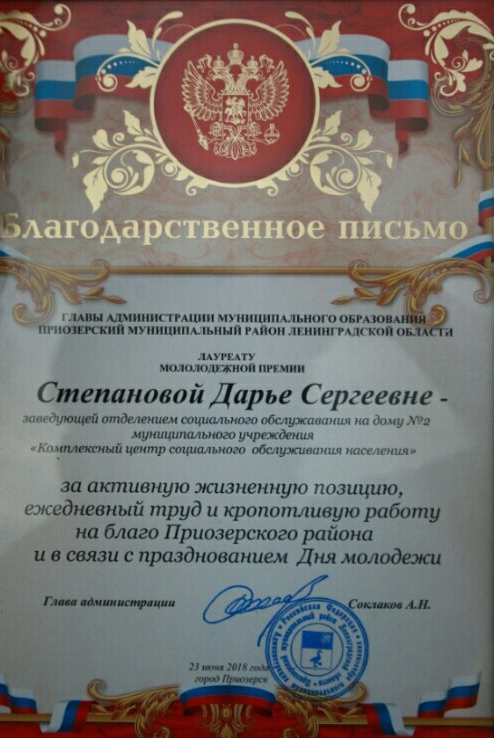 Благодарственное письмо
ГЛАВЫ АДМИНИСТРАЦИИ МУНИЦИПАЛЬНОГО ОБРАЗОВАНИЯ
ПРИОЗЕРСКИЙ МУНИЦИПАЛЬНЫЙ РАЙОН ЛЕНИНГРАДСКОЙ ОБЛАСТИ
ЛАУРЕАТУ
МОЛОЛОДЕЖНОЙ ПРЕМИИ
Степановой Дарье Сергеевне -
заведующей отделением социального обслужавания на дому №2
муниципального учреждения
«Комплексный центр социального обслуживания населения»
за активную жизненную позицию,
ежедневный труд и кропотливую работу
на благо Приозерского района
и в связи с празднованием Дня молодежи
Глава администрации Соклаков А.Н.
23 июня 2018 года
город Приозерск